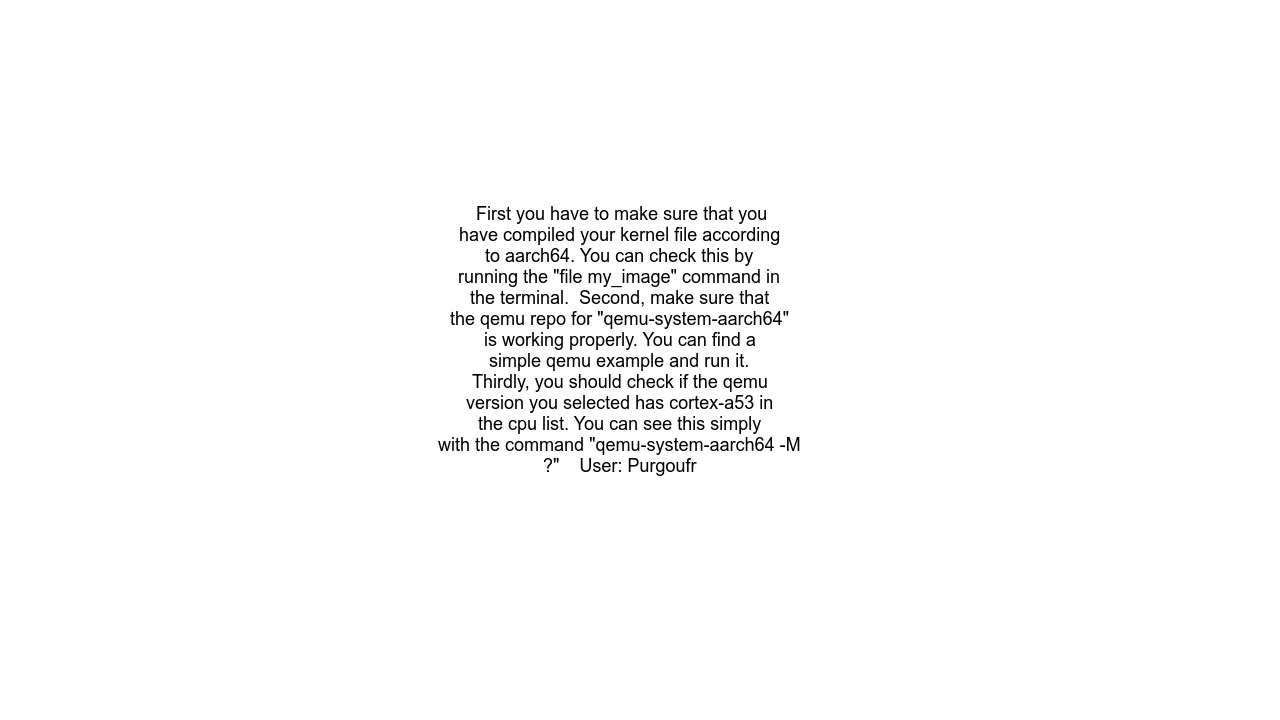 First you have to make sure that you
have compiled your kernel file according
to aarch64. You can check this by
running the "file my_image" command in
the terminal.  Second, make sure that
the qemu repo for "qemu-system-aarch64"
is working properly. You can find a
simple qemu example and run it.
Thirdly, you should check if the qemu
version you selected has cortex-a53 in
the cpu list. You can see this simply
with the command "qemu-system-aarch64 -M
?"    User: Purgoufr